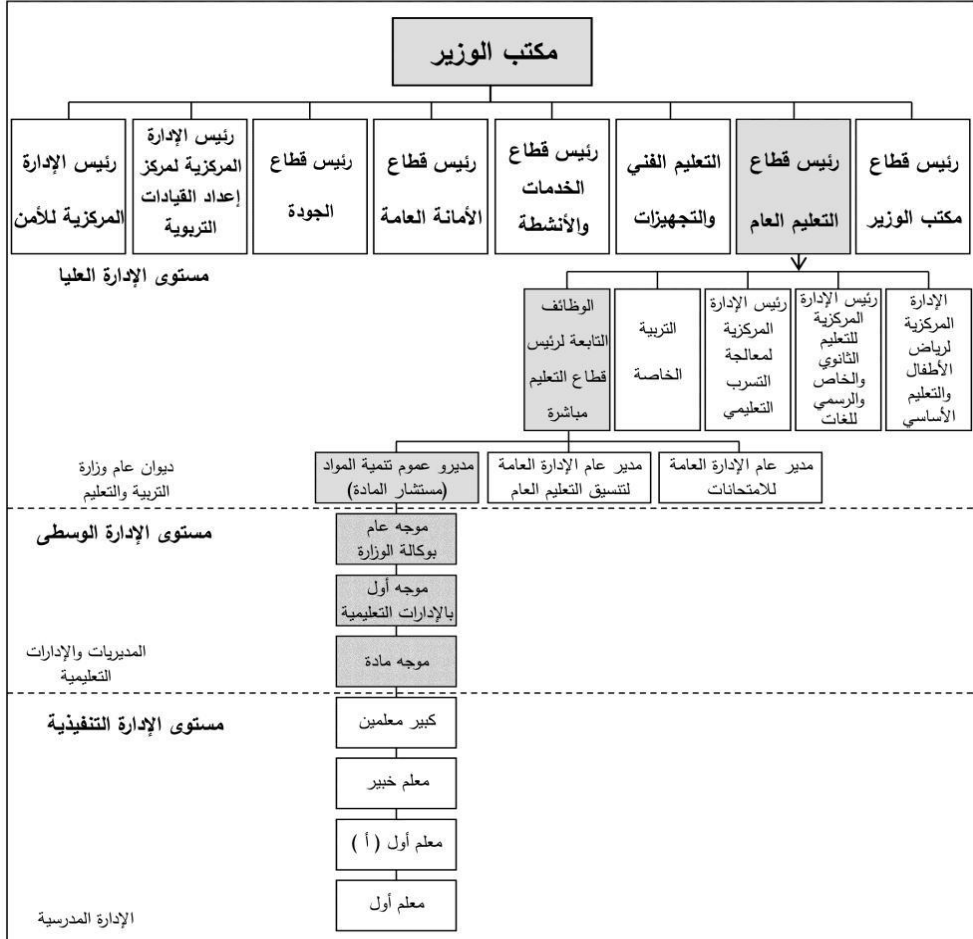 مكتب الوزير
رئيس قطاع
مكتب الوزير
رئيس قطاع
التعليم العام
التعليم الفني
والتجهيزات
رئيس قطاع
الخدمات
والأنشطة
رئيس قطاع
الأمانة العامة
رئيس قطاع
الجودة
رئيس الإدارة
المركزية لمركز
إعداد القيادات
التربوية
رئيس الإدارة
المركزية للأمن
مستوى الإدارة العليا
الإدارة
المركزية
لرياض
الأطفال
والتعليم
الأساسي
رئيس الإدارة
المركزية
للتعليم
الثانوي
والخاص
والرسمي
للغات
رئيس الإدارة
المركزية
لمعالجة
التسرب
التعليمي
التربية
الخاصة
الوظائف
التابعة لرئيس
قطاع التعليم
مباشرة
مدير عام الإدارة العامة
للامتحانات
مدير عام الإدارة العامة
لتنسيق التعليم العام
مديرو عموم تنمية المواد
(مستشار المادة)
ديوان عام وزارة
التربية والتعليم
مستوى الإدارة الوسطى
موجه عام
بوكالة الوزارة
موجه أول
بالإدارات التعليمية
موجه مادة
المديريات والإدارات
التعليمية
مستوى الإدارة التنفيذية
كبير معلمين
معلم خبير
معلم أول ( أ )
معلم أول
الإدارة المدرسية